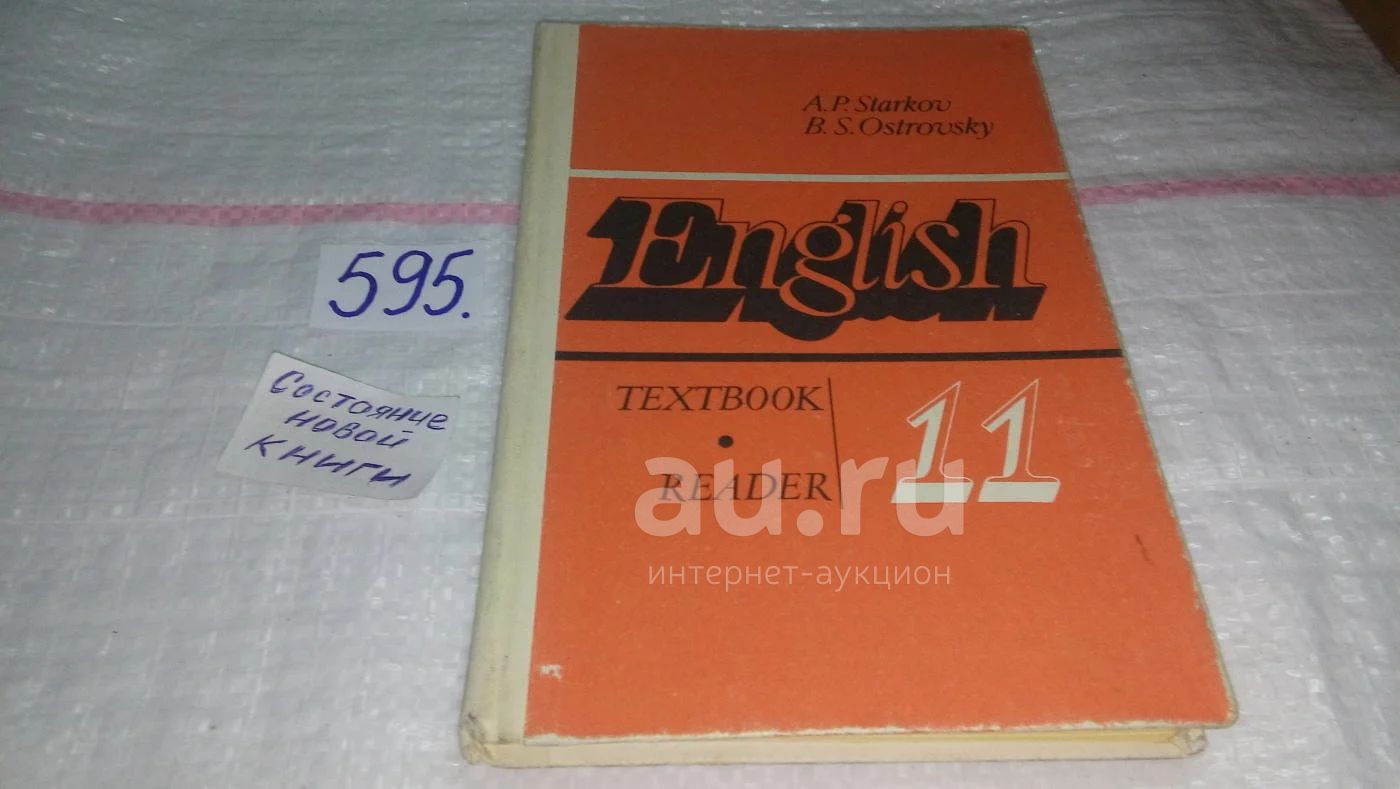 A.P. Starkov
B. S. Ostrovsky
English
TEXTBOOK
•
READER
11
595.
Состояние
новой
книги
au.ru
интернет-аукцион